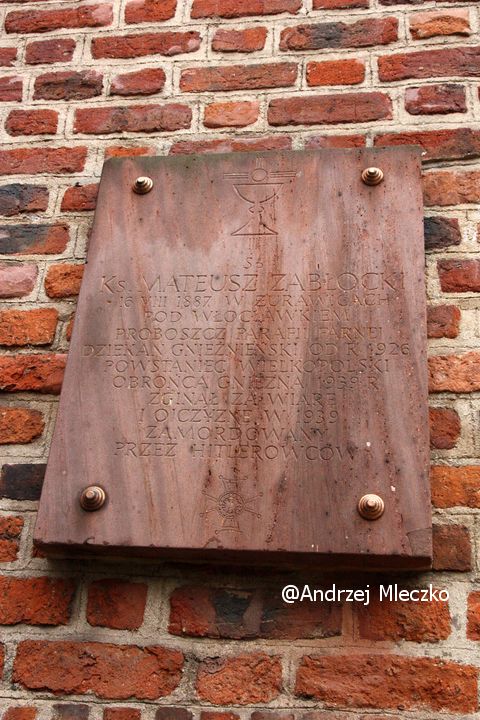 Ś.P.
Ks. MATEUSZ ZABŁOCKI
* 16 VIII 1887 W ŻURAWICACH
POD WŁOCŁAWKIEM
PROBOSZCZ PARAFII FARNEJ
DZIEKAN GNIEŹNIEŃSKI OD R. 1926
POWSTANIEC WIELKOPOLSKI
OBROŃCA GNIEZNA 1939 R.
ZGINĄŁ ZA WIARĘ
I OJCZYZNĘ W 1939
ZAMORDOWANY
PRZEZ HITLEROWCÓW
@Andrzej Mleczko